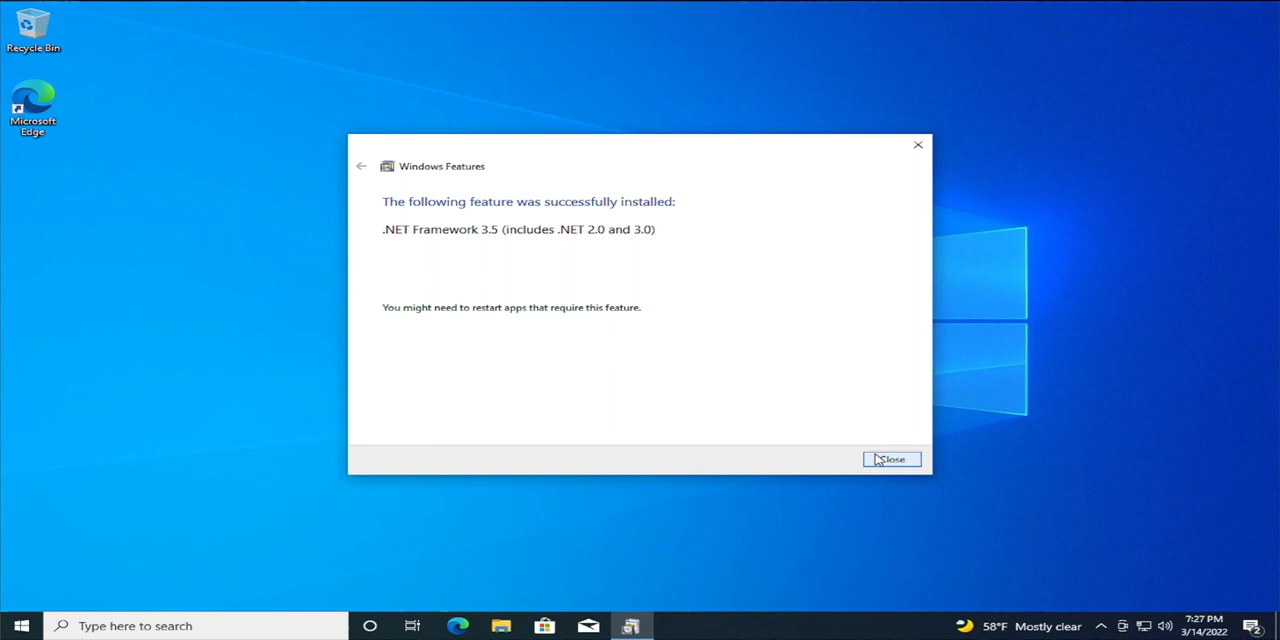 Recycle Bin
Microsoft
Edge
Windows Features
The following feature was successfully installed:
.NET Framework 3.5 (includes .NET 2.0 and 3.0)
You might need to restart apps that require this feature.
Close
Type here to search
58°F Mostly clear
7:27 PM
3/14/2022
2